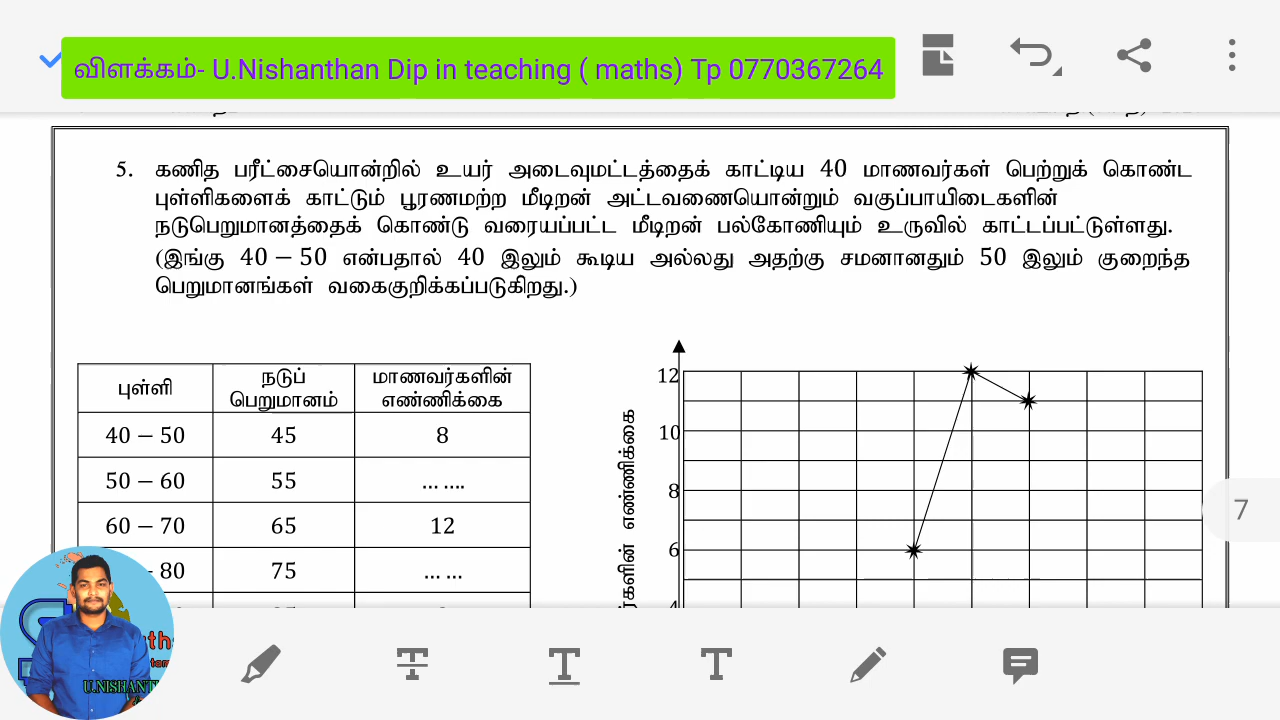 விளக்கம்- U.Nishanthan Dip in teaching ( maths) Tp 0770367264
5. கணித பரீட்சையொன்றில் உயர் அடைவுமட்டத்தைக் காட்டிய 40 மாணவர்கள் பெற்றுக் கொண்ட
புள்ளிகளைக் காட்டும் பூரணமற்ற மீடிறன் அட்டவணையொன்றும் வகுப்பாயிடைகளின்
நடுபெறுமானத்தைக் கொண்டு வரையப்பட்ட மீடிறன் பல்கோணியும் உருவில் காட்டப்பட்டுள்ளது.
(இங்கு 40 – 50 என்பதால் 40 இலும் கூடிய அல்லது அதற்கு சமனானதும் 50 இலும் குறைந்த
பெறுமானங்கள் வகைகுறிக்கப்படுகிறது.)
புள்ளி நடுப் பெறுமானம் மாணவர்களின் எண்ணிக்கை
40 – 50 45 8
50 – 60 55 ... ....
60 – 70 65 12
- 80 75 ... ...
12
10
8
6
4
எண்ணிக்கை
7
U.NISHANTH